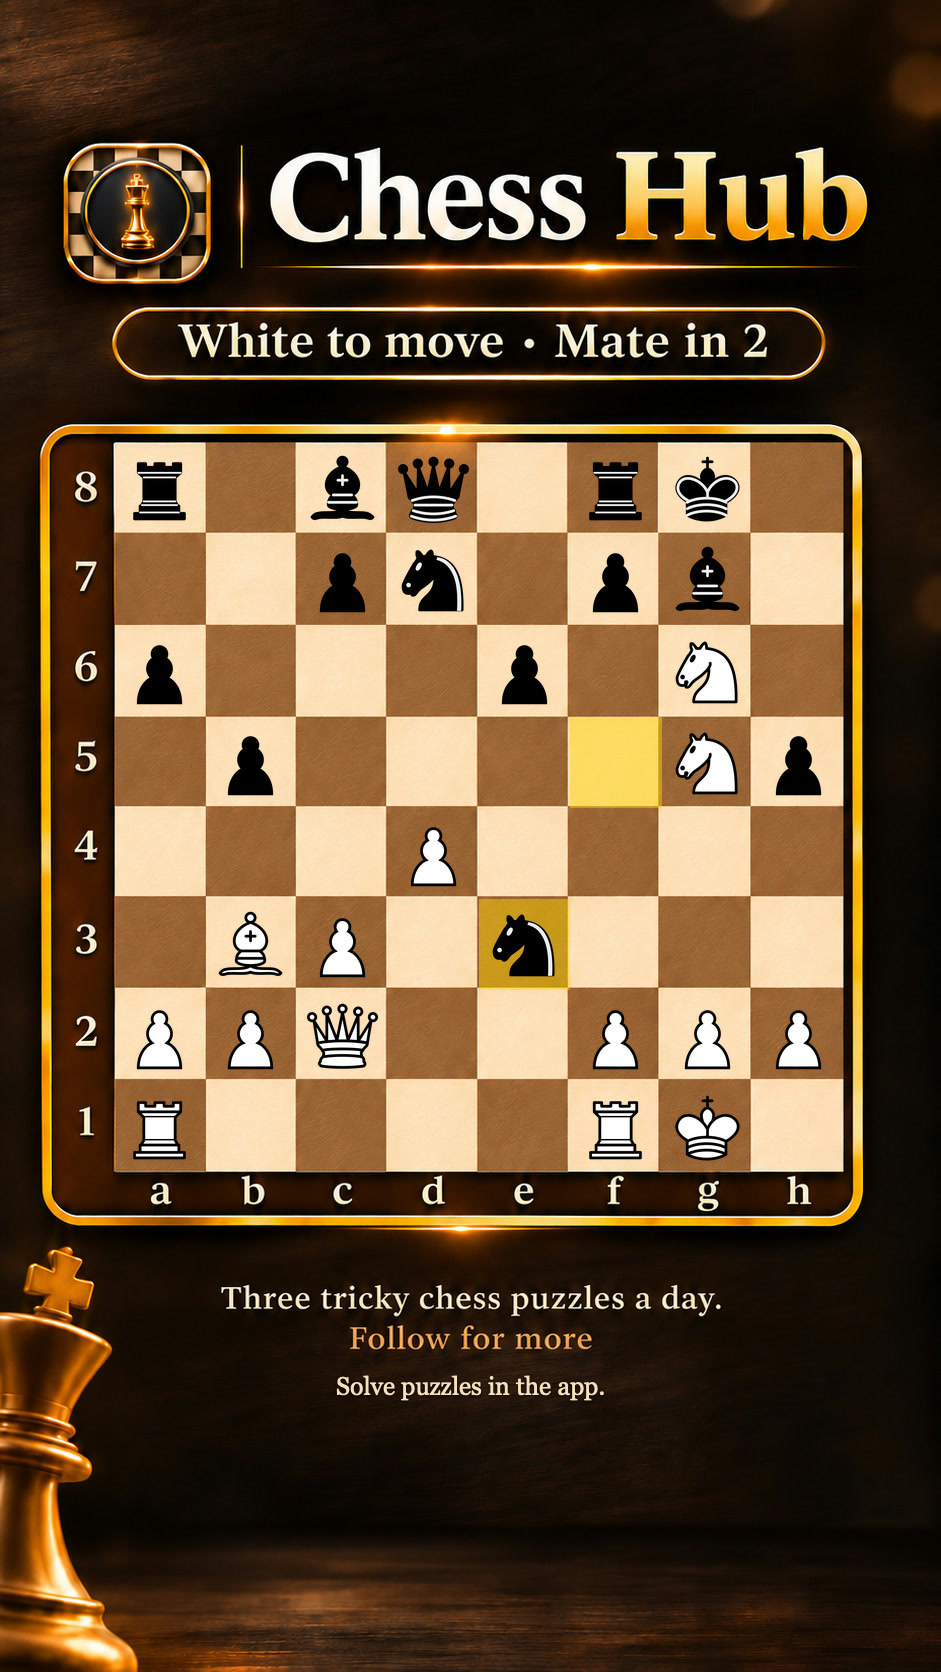 Chess Hub
White to move • Mate in 2
8
7
6
5
4
3
2
1
a b c d e f g h
Three tricky chess puzzles a day.
Follow for more
Solve puzzles in the app.